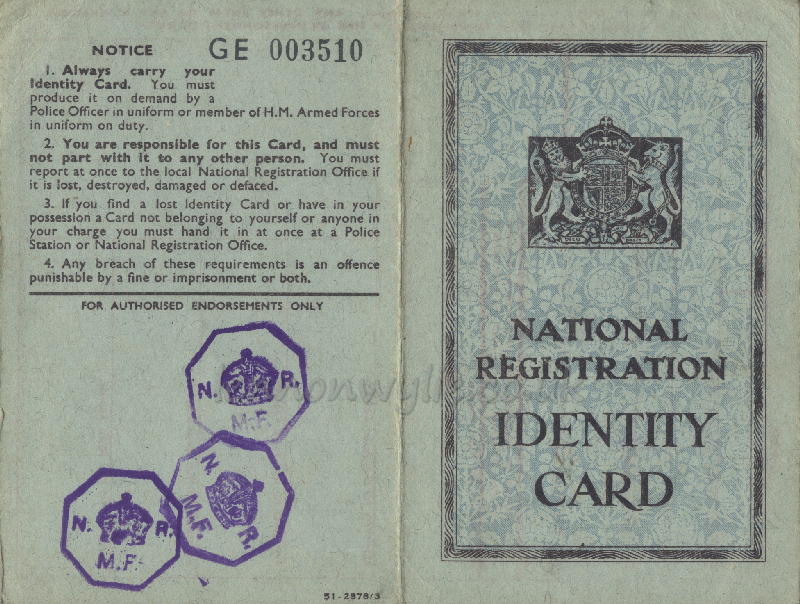 NOTICE
GE 003510
1. Always carry your
Identity Card. You must
produce it on demand by a
Police Officer in uniform or member of H.M. Armed Forces
in uniform on duty.
2. You are responsible for this Card, and must
not part with it to any other person. You must
report at once to the local National Registration Office if
it is lost, destroyed, damaged or defaced.
3. If you find a lost Identity Card or have in your
possession a Card not belonging to yourself or anyone in
your charge you must hand it in at once at a Police
Station or National Registration Office.
4. Any breach of these requirements is an offence
punishable by a fine or imprisonment or both.
FOR AUTHORISED ENDORSEMENTS ONLY
N. R.
M.F.
N. R.
M.F.
N. R.
M.F.
51-2878/3
NATIONAL
REGISTRATION
IDENTITY
CARD